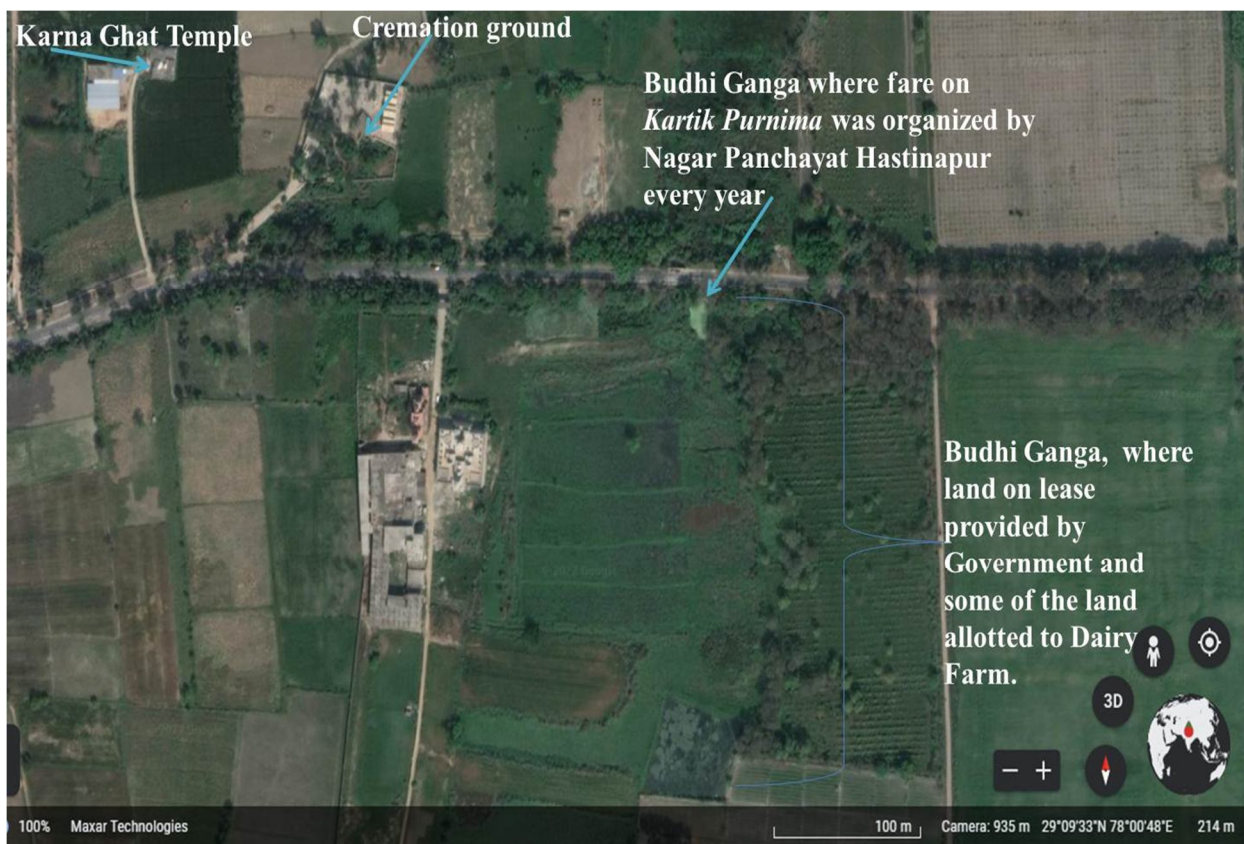 Karna Ghat Temple
Cremation ground
Budhi Ganga where fare on
Kartik Purnima was organized by
Nagar Panchayat Hastinapur
every year
Budhi Ganga, where
land on lease
provided by
Government and
some of the land
allotted to Dairy
Farm.
3D
− +
100% Maxar Technologies
100 m
Camera: 935 m 29°09'33"N 78°00'48"E 214 m